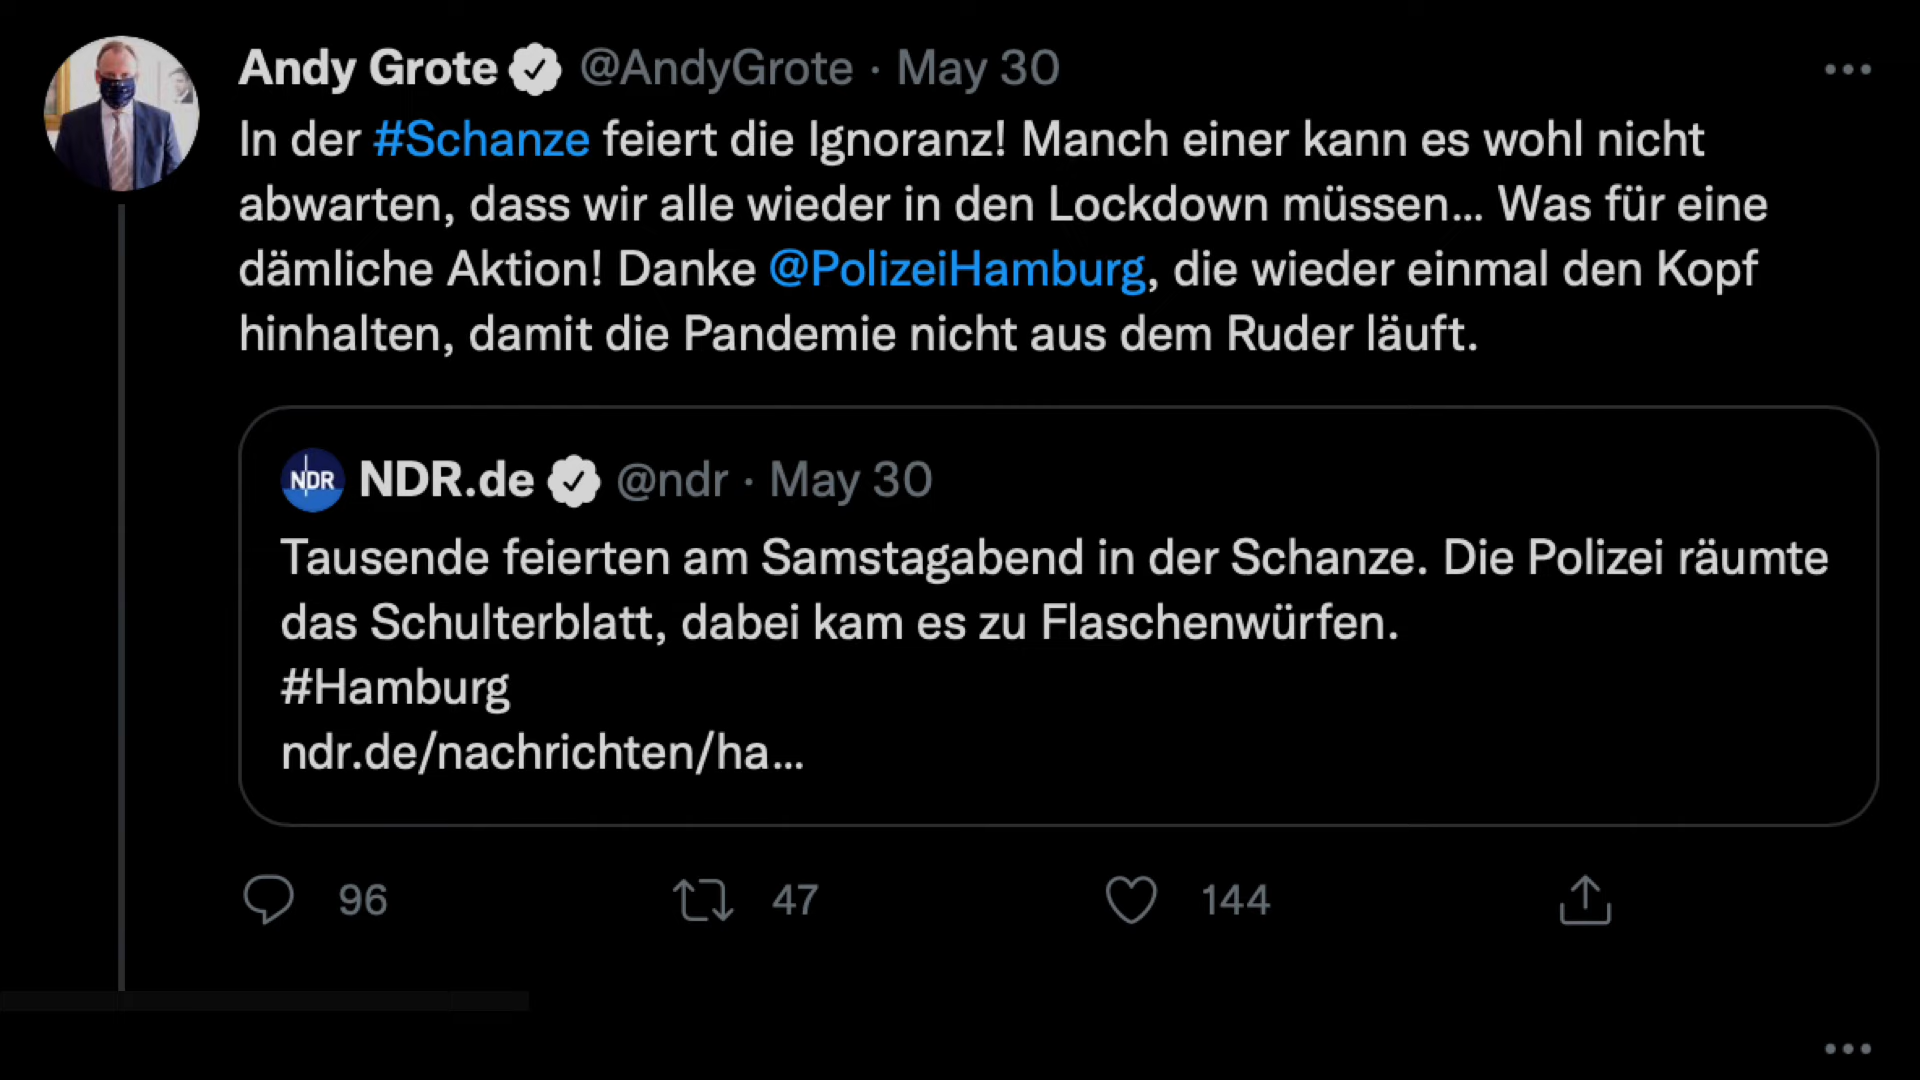 Andy Grote @AndyGrote · May 30
In der #Schanze feiert die Ignoranz! Manch einer kann es wohl nicht
abwarten, dass wir alle wieder in den Lockdown müssen... Was für eine
dämliche Aktion! Danke @PolizeiHamburg, die wieder einmal den Kopf
hinhalten, damit die Pandemie nicht aus dem Ruder läuft.
NDR NDR.de @ndr · May 30
Tausende feierten am Samstagabend in der Schanze. Die Polizei räumte
das Schulterblatt, dabei kam es zu Flaschenwürfen.
#Hamburg
ndr.de/nachrichten/ha...
96 47 144